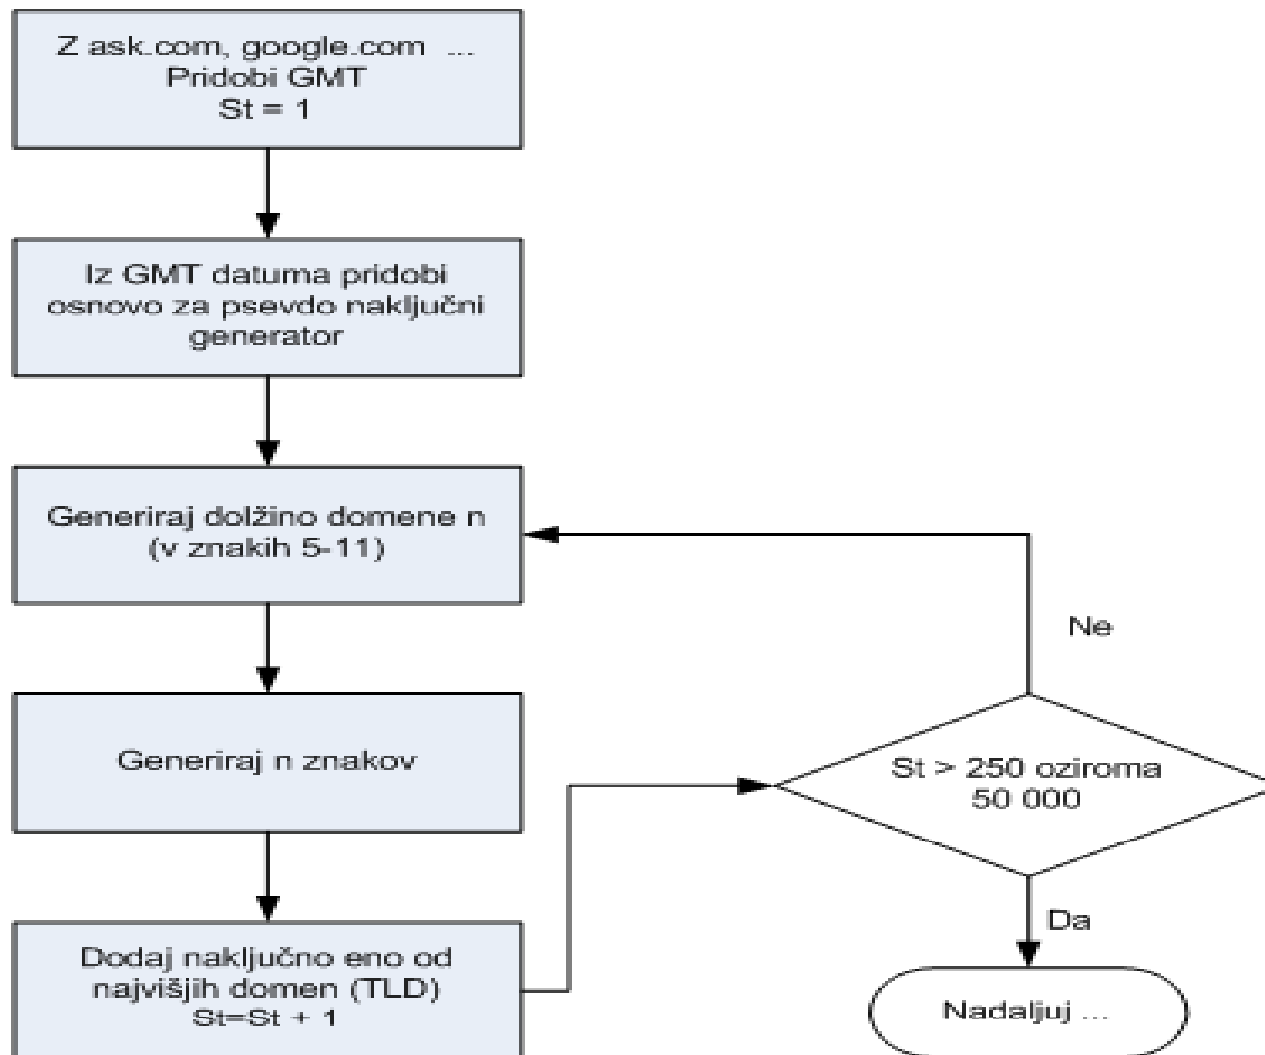 Z ask.com, google.com ...
Pridobi GMT
St = 1
Iz GMT datuma pridobi
osnovo za psevdo naključni
generator
Generiraj dolžino domene n
(v znakih 5-11)
Ne
Generiraj n znakov
St > 250 oziroma
50 000
Da
Dodaj naključno eno od
najvišjih domen (TLD)
St=St + 1
Nadaljuj ...